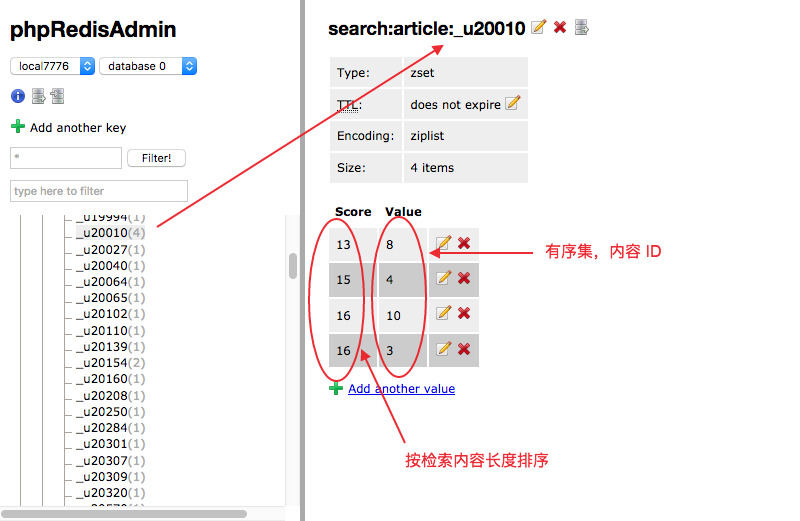 phpRedisAdmin
local7776
database 0
Add another key
*
Filter!
type here to filter
_u19994(1)
_u20010(4)
_u20027(1)
_u20040(1)
_u20064(1)
_u20065(1)
_u20102(1)
_u20110(1)
_u20139(1)
_u20154(2)
_u20160(1)
_u20208(1)
_u20250(1)
_u20284(1)
_u20301(1)
_u20307(1)
_u20309(1)
_u20320(1)
search:article:_u20010
Type: zset
TTL: does not expire
Encoding: ziplist
Size: 4 items
Score Value
13 8
15 4
16 10
16 3
Add another value
有序集，内容 ID
按检索内容长度排序